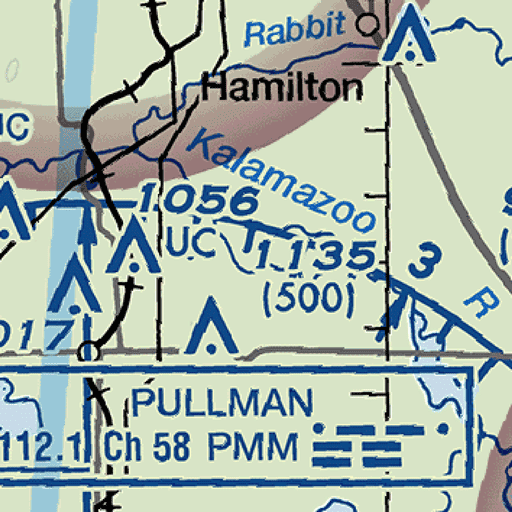 Rabbit
Hamilton
UC
Kalamazoo
1056
UC
1135
(500)
3
R
017
PULLMAN
112.1 Ch 58 PMM